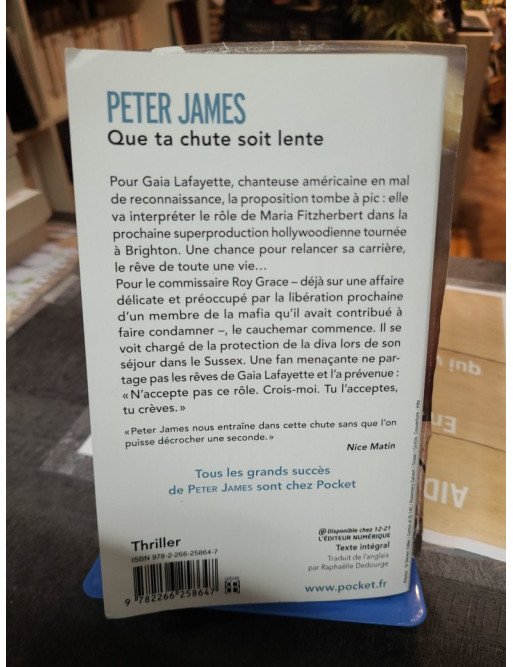 PETER JAMES
Que ta chute soit lente
Pour Gaia Lafayette, chanteuse américaine en mal
de reconnaissance, la proposition tombe à pic : elle
va interpréter le rôle de Maria Fitzherbert dans la
prochaine superproduction hollywoodienne tournée
à Brighton. Une chance pour relancer sa carrière,
le rêve de toute une vie...
Pour le commissaire Roy Grace – déjà sur une affaire
délicate et préoccupé par la libération prochaine
d'un membre de la mafia qu'il avait contribué à
faire condamner –, le cauchemar commence. Il se
voit chargé de la protection de la diva lors de son
séjour dans le Sussex. Une fan menaçante ne par-
tage pas les rêves de Gaia Lafayette et l'a prévenue :
« N'accepte pas ce rôle. Crois-moi. Tu l'acceptes,
tu crèves. »
« Peter James nous entraîne dans cette chute sans que l'on
puisse décrocher une seconde. »
Nice Matin
Tous les grands succès
de PETER JAMES sont chez Pocket
Disponible chez 12-21
L'ÉDITEUR NUMÉRIQUE
Thriller
ISBN 978-2-266-25864-7
Texte intégral
Traduit de l'anglais
par Raphaëlle Dedourge
9 782266 258647
www.pocket.fr
qui v
En
AID